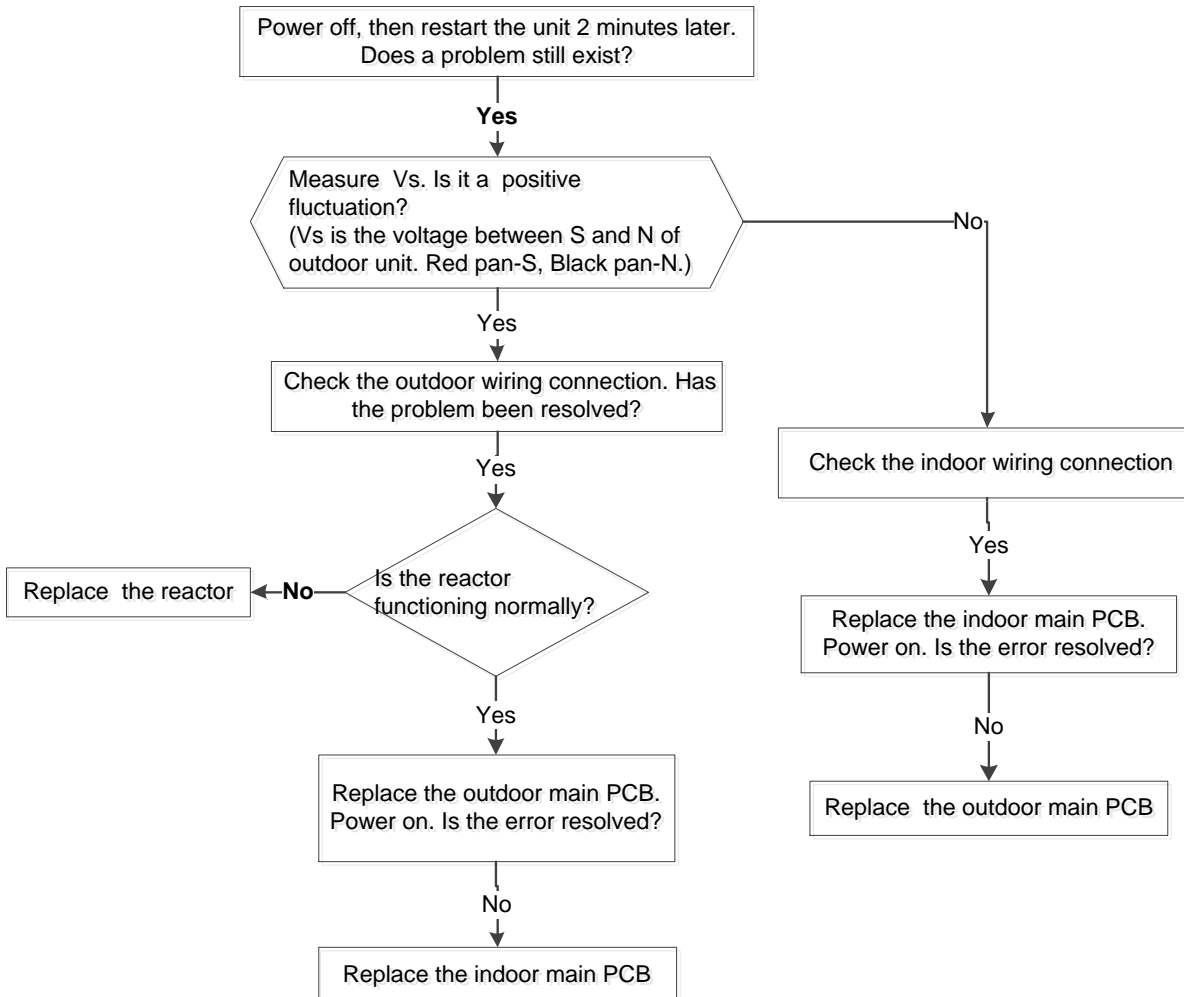 Power off, then restart the unit 2 minutes later.
Does a problem still exist?
Yes
Measure Vs. Is it a positive
fluctuation?
(Vs is the voltage between S and N of
outdoor unit. Red pan-S, Black pan-N.)
No
Yes
Check the outdoor wiring connection. Has
the problem been resolved?
Check the indoor wiring connection
Yes
Yes
Is the reactor
functioning normally?
No
Replace the reactor
Replace the indoor main PCB.
Power on. Is the error resolved?
Yes
No
Replace the outdoor main PCB.
Power on. Is the error resolved?
Replace the outdoor main PCB
No
Replace the indoor main PCB